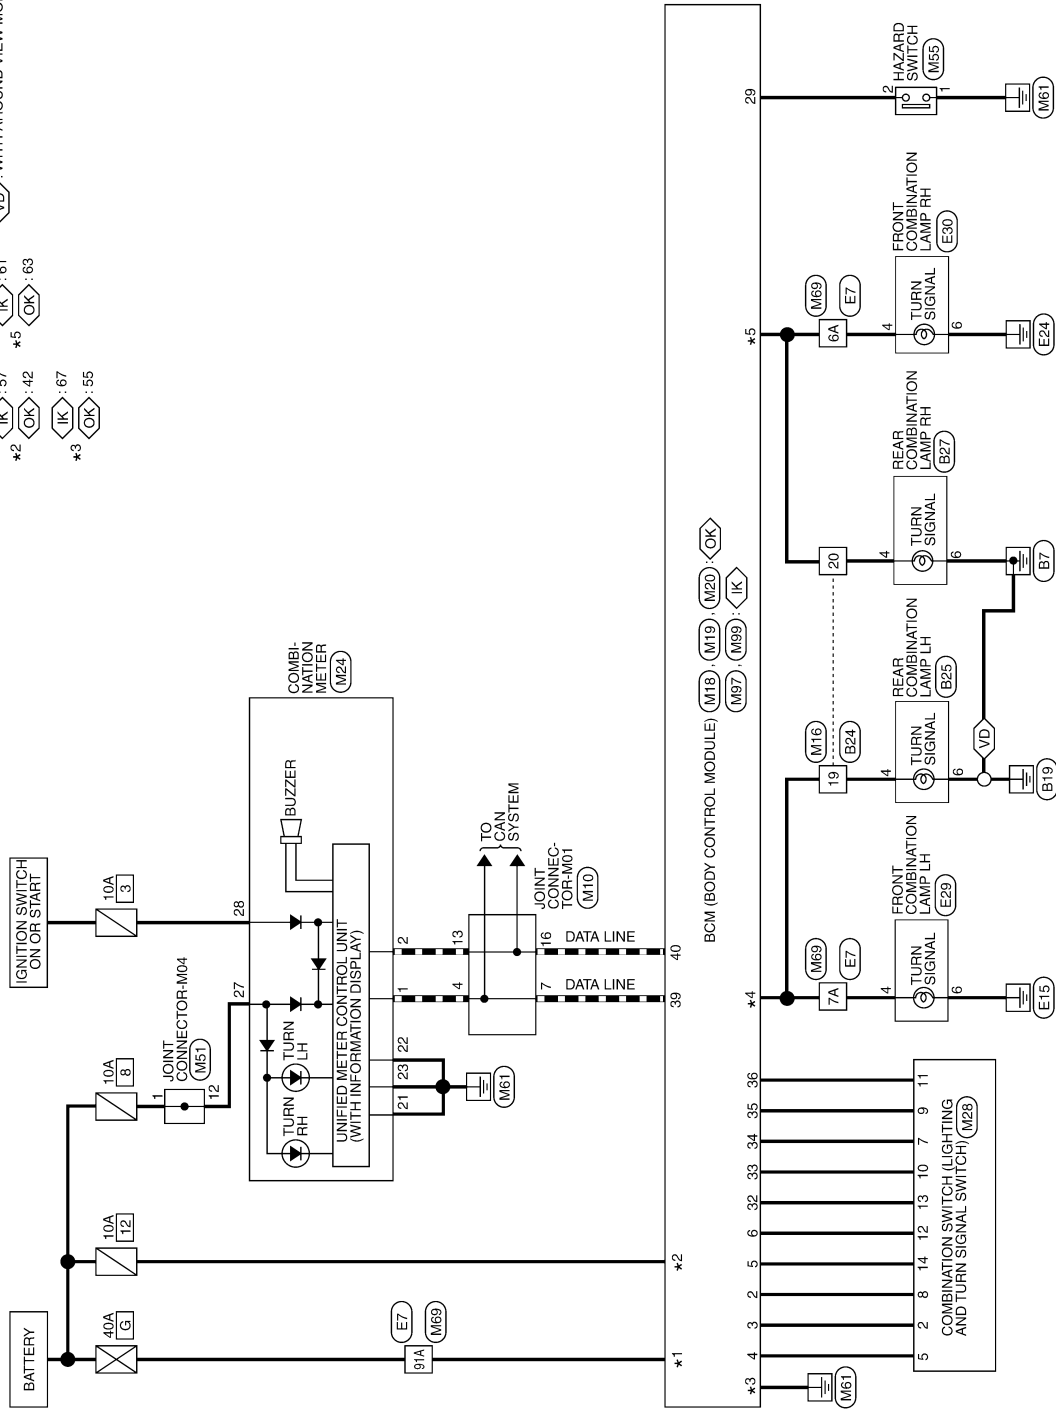 BATTERY
IGNITION SWITCH
ON OR START
40A
G
10A
12
10A
8
10A
3
JOINT
CONNECTOR-M04
M51
1
12
27
28
COMBI-
NATION
METER
M24
BUZZER
TURN
RH
TURN
LH
UNIFIED METER CONTROL UNIT
(WITH INFORMATION DISPLAY)
21
23
22
1
2
M61
4
13
TO
CAN
SYSTEM
JOINT
CONNEC-
TOR-M01
M10
7
16
DATA LINE
DATA LINE
E7
91A
M69
*2
OK : 42
IK : 67
*3
OK : 55
*5
OK : 63
*1
*2
39
40
BCM (BODY CONTROL MODULE)
M18 , M19 , M20 : OK
M97 , M99 : IK
*3
4
3
2
5
6
32
33
34
35
36
*4
*5
29
M61
5
2
8
14
12
13
10
7
9
11
COMBINATION SWITCH (LIGHTING
AND TURN SIGNAL SWITCH)
M28
M69
7A
E7
M16
19
B24
20
M69
6A
E7
4
TURN
SIGNAL
6
FRONT
COMBINATION
LAMP LH
E29
E15
4
TURN
SIGNAL
6
REAR
COMBINATION
LAMP LH
B25
VD
B19
4
TURN
SIGNAL
6
REAR
COMBINATION
LAMP RH
B27
B7
4
TURN
SIGNAL
6
FRONT
COMBINATION
LAMP RH
E30
E24
2
1
HAZARD
SWITCH
M55
M61